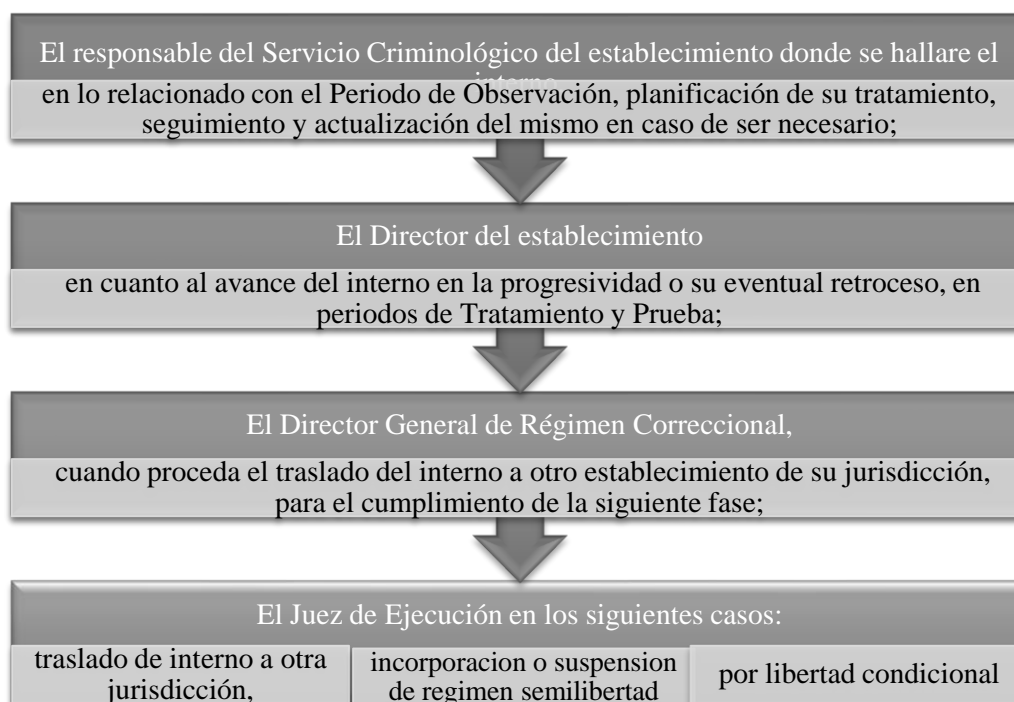 El responsable del Servicio Criminológico del establecimiento donde se hallare el
interno
en lo relacionado con el Periodo de Observación, planificación de su tratamiento,
seguimiento y actualización del mismo en caso de ser necesario;
El Director del establecimiento
en cuanto al avance del interno en la progresividad o su eventual retroceso, en
periodos de Tratamiento y Prueba;
El Director General de Régimen Correccional,
cuando proceda el traslado del interno a otro establecimiento de su jurisdicción,
para el cumplimiento de la siguiente fase;
El Juez de Ejecución en los siguientes casos:
traslado de interno a otra
jurisdicción,
incorporacion o suspension
de regimen semilibertad
por libertad condicional